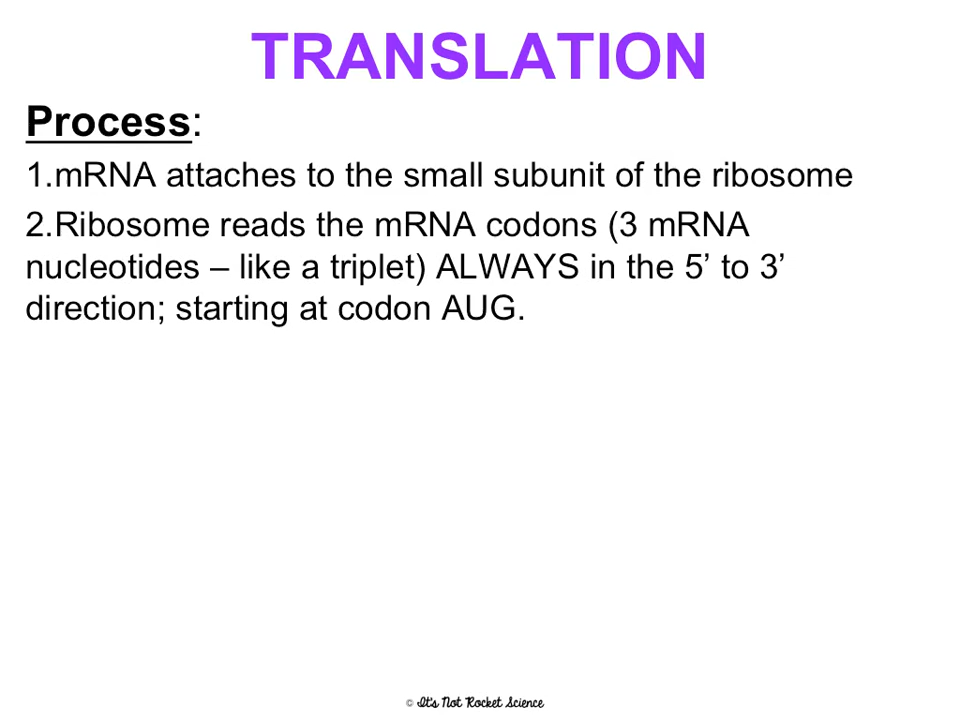 TRANSLATION
Process:
1.mRNA attaches to the small subunit of the ribosome
2.Ribosome reads the mRNA codons (3 mRNA
nucleotides – like a triplet) ALWAYS in the 5’ to 3’
direction; starting at codon AUG.
© It's Not Rocket Science